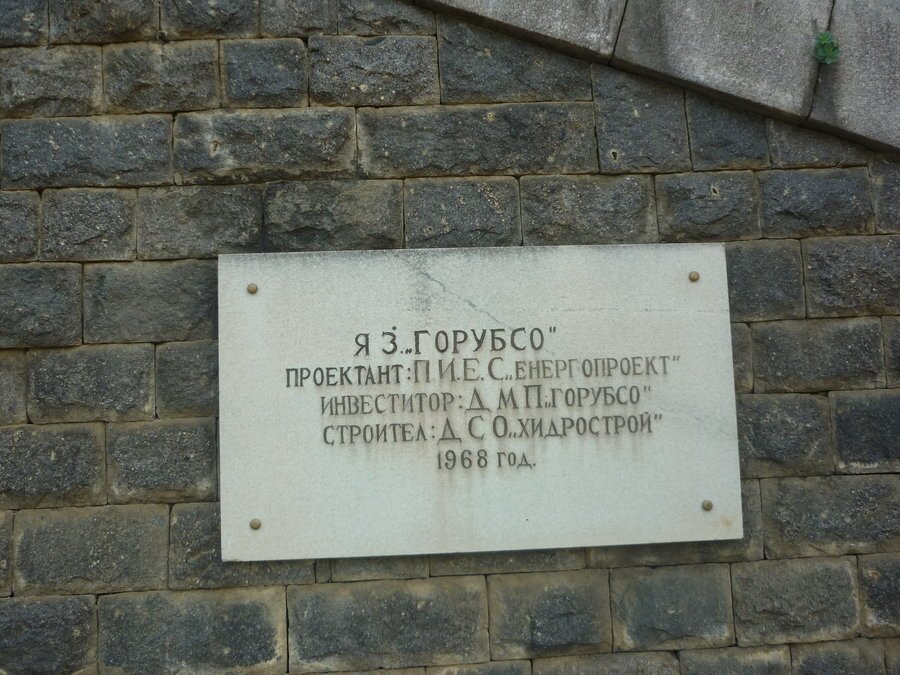 ЯЗ. „ГОРУБСО"
ПРОЕКТАНТ: П И.Е.С „ЕНЕРГОПРОЕКТ"
ИНВЕСТИТОР: Д М П „ГОРУБСО"
СТРОИТЕЛ: Д С О „ХИДРОСТРОЙ"
1968 ГОД.